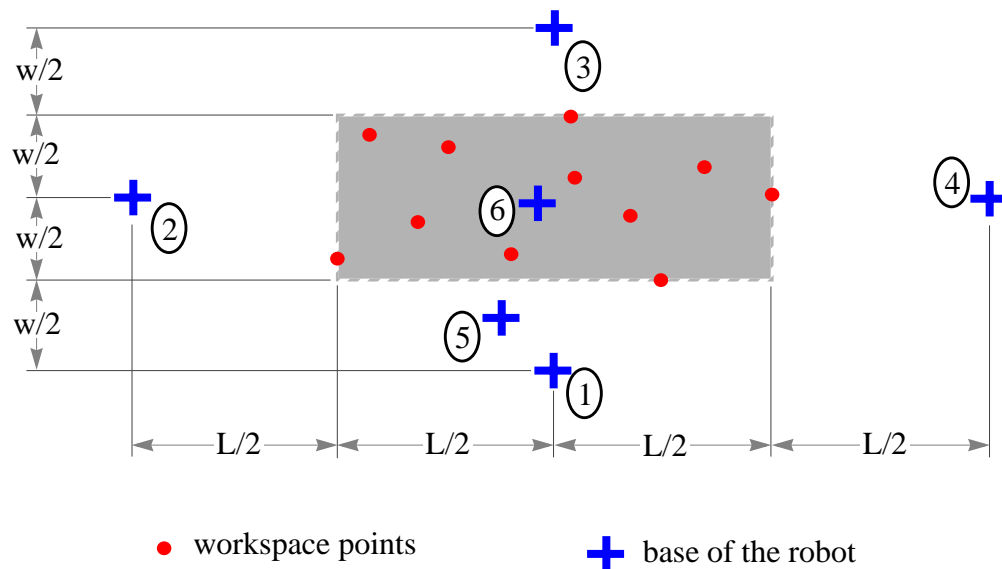 w/2
3
w/2
4
6
2
w/2
w/2
5
1
L/2 L/2 L/2 L/2
workspace points
base of the robot